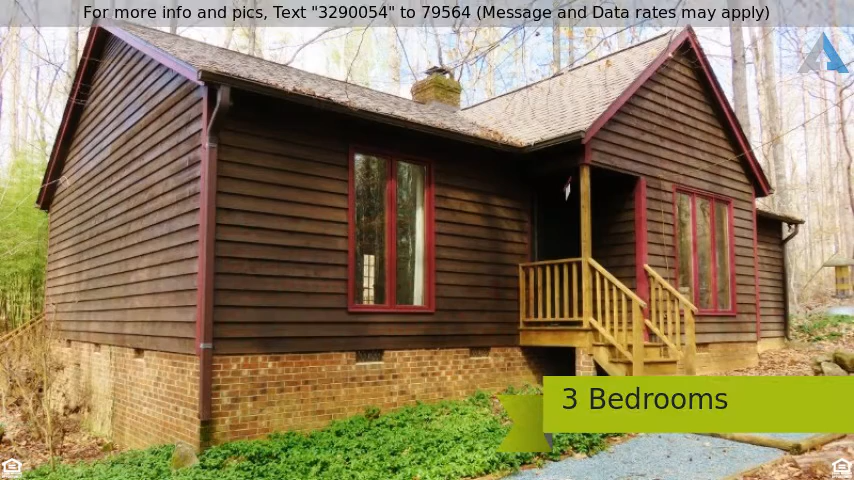 For more info and pics, Text "3290054" to 79564 (Message and Data rates may apply)
3 Bedrooms